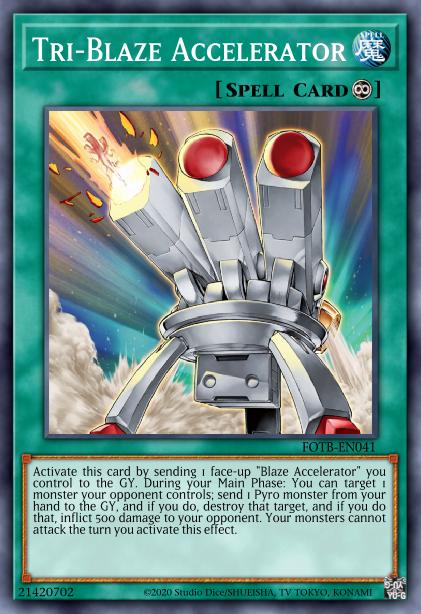 TRI-BLAZE ACCELERATOR
SPELL
魔
[SPELL CARD]
FOTB-EN041
Activate this card by sending 1 face-up "Blaze Accelerator" you
control to the GY. During your Main Phase: You can target 1
monster your opponent controls; send 1 Pyro monster from your
hand to the GY, and if you do, destroy that target, and if you do
that, inflict 500 damage to your opponent. Your monsters cannot
attack the turn you activate this effect.
21420702
©2020 Studio Dice/SHUEISHA, TV TOKYO, KONAMI